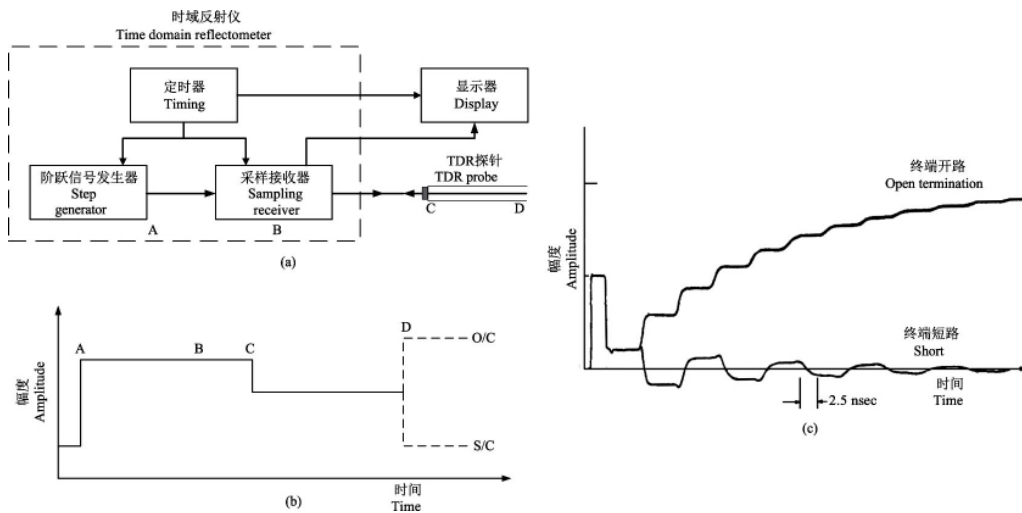 时域反射仪
Time domain reflectometer
定时器
Timing
显示器
Display
阶跃信号发生器
Step
generator
采样接收器
Sampling
receiver
TDR探针
TDR probe
C
D
A
B
(a)
幅度
Amplitude
A
B
C
D
O/C
S/C
时间
Time
(b)
幅度
Amplitude
终端开路
Open termination
终端短路
Short
时间
Time
2.5 nsec
(c)